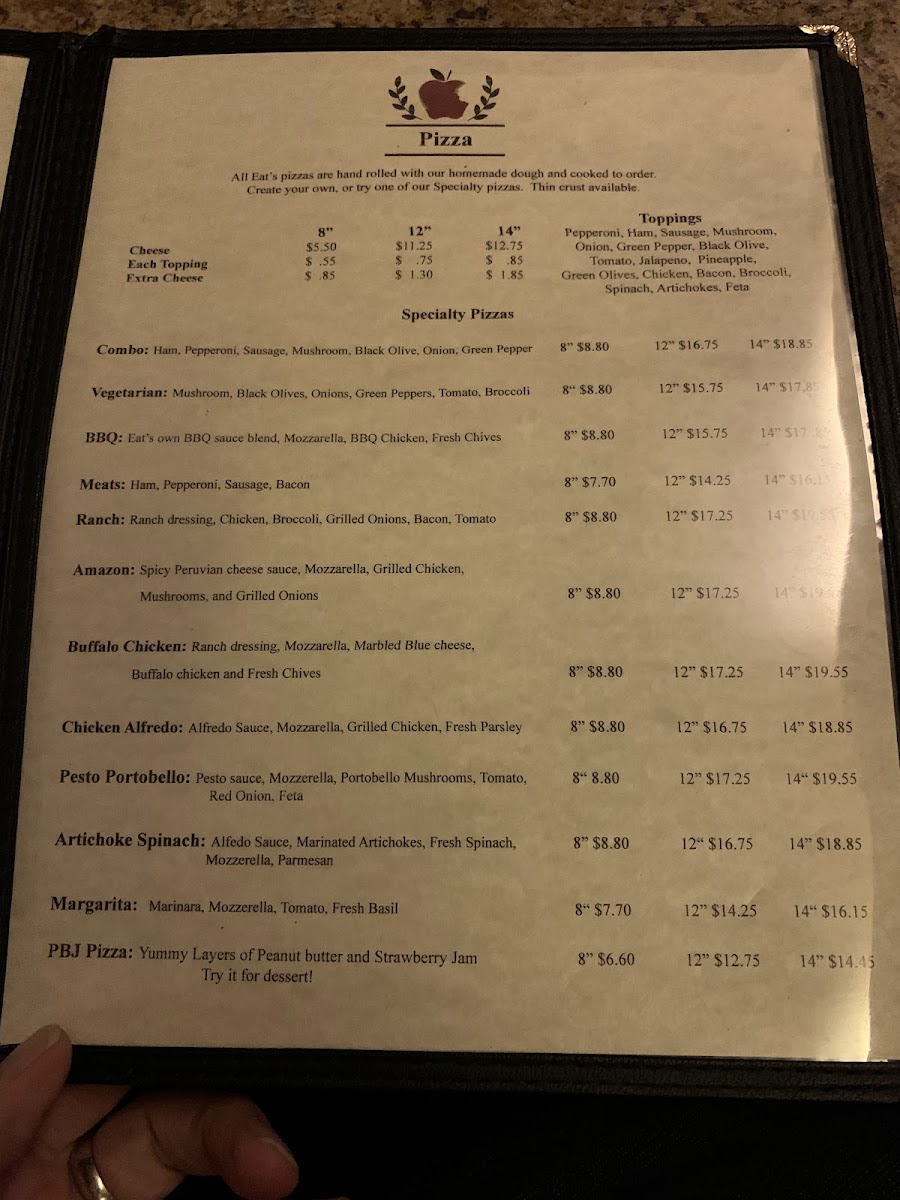 Pizza
All Eat's pizzas are hand rolled with our homemade dough and cooked to order.
Create your own, or try one of our Specialty pizzas. Thin crust available.
8" 12" 14"
Cheese $5.50 $11.25 $12.75
Each Topping $ .55 $ .75 $ .85
Extra Cheese $ .85 $ 1.30 $ 1.85
Toppings
Pepperoni, Ham, Sausage, Mushroom,
Onion, Green Pepper, Black Olive,
Tomato, Jalapeno, Pineapple,
Green Olives, Chicken, Bacon, Broccoli,
Spinach, Artichokes, Feta
Specialty Pizzas
Combo: Ham, Pepperoni, Sausage, Mushroom, Black Olive, Onion, Green Pepper 8" $8.80 12" $16.75 14" $18.85
Vegetarian: Mushroom, Black Olives, Onions, Green Peppers, Tomato, Broccoli 8“ $8.80 12" $15.75 14" $17.85
BBQ: Eat's own BBQ sauce blend, Mozzarella, BBQ Chicken, Fresh Chives 8" $8.80 12" $15.75 14" $17.85
Meats: Ham, Pepperoni, Sausage, Bacon 8" $7.70 12" $14.25 14" $16.15
Ranch: Ranch dressing, Chicken, Broccoli, Grilled Onions, Bacon, Tomato 8" $8.80 12" $17.25 14"
Amazon: Spicy Peruvian cheese sauce, Mozzarella, Grilled Chicken,
Mushrooms, and Grilled Onions 8" $8.80 12" $17.25 14"
Buffalo Chicken: Ranch dressing, Mozzarella, Marbled Blue cheese,
Buffalo chicken and Fresh Chives 8" $8.80 12" $17.25 14" $19.55
Chicken Alfredo: Alfredo Sauce, Mozzarella, Grilled Chicken, Fresh Parsley 8" $8.80 12" $16.75 14" $18.85
Pesto Portobello: Pesto sauce, Mozzerella, Portobello Mushrooms, Tomato, 8“ 8.80 12" $17.25 14“ $19.55
Red Onion, Feta
Artichoke Spinach: Alfedo Sauce, Marinated Artichokes, Fresh Spinach, 8" $8.80 12“ $16.75 14" $18.85
Mozzerella, Parmesan
Margarita: Marinara, Mozzerella, Tomato, Fresh Basil 8“ $7.70 12" $14.25 14“ $16.15
PBJ Pizza: Yummy Layers of Peanut butter and Strawberry Jam 8" $6.60 12" $12.75 14" $14.45
Try it for dessert!